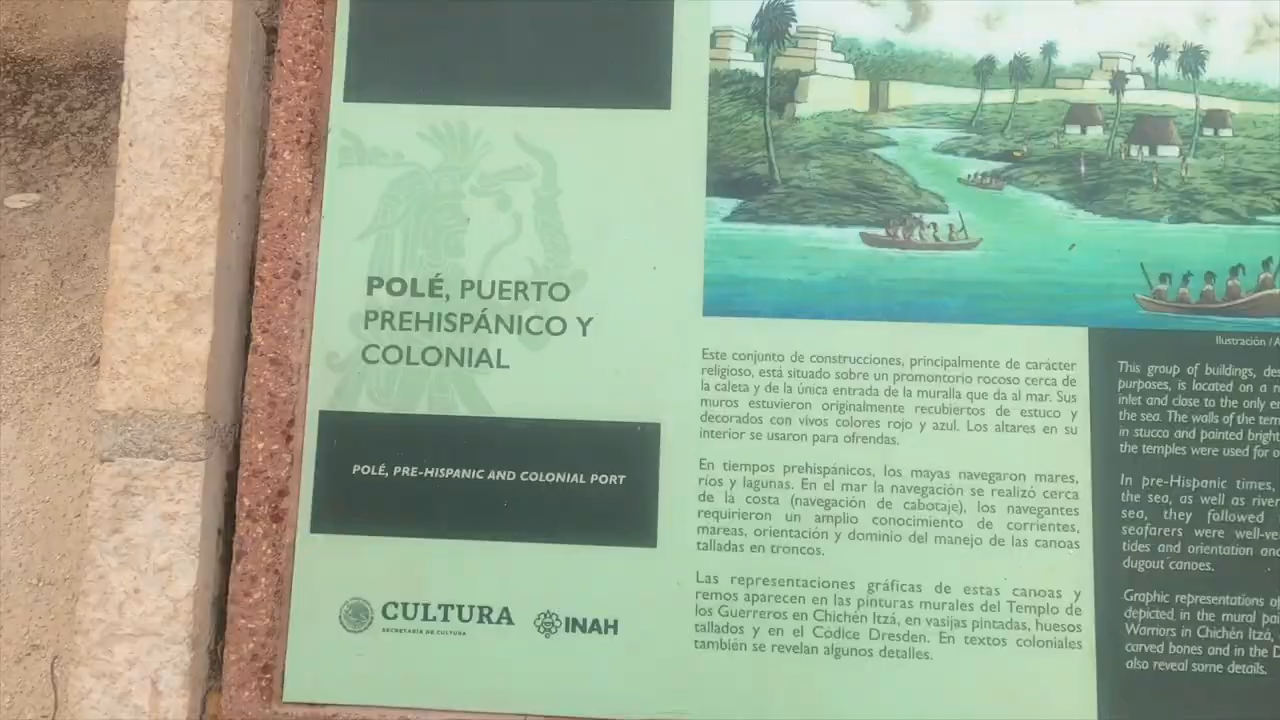 POLÉ, PUERTO
PREHISPÁNICO Y
COLONIAL
POLÉ, PRE-HISPANIC AND COLONIAL PORT
CULTURA
SECRETARÍA DE CULTURA
INAH
Este conjunto de construcciones, principalmente de carácter
religioso, está situado sobre un promontorio rocoso cerca de
la caleta y de la única entrada de la muralla que da al mar. Sus
muros estuvieron originalmente recubiertos de estuco y
decorados con vivos colores rojo y azul. Los altares en su
interior se usaron para ofrendas.
En tiempos prehispánicos, los mayas navegaron mares,
ríos y lagunas. En el mar la navegación se realizó cerca
de la costa (navegación de cabotaje), los navegantes
requirieron un amplio conocimiento de corrientes,
mareas, orientación y dominio del manejo de las canoas
talladas en troncos.
Las representaciones gráficas de estas canoas y
remos aparecen en las pinturas murales del Templo de
los Guerreros en Chichén Itzá, en vasijas pintadas, huesos
tallados y en el Códice Dresden. En textos coloniales
también se revelan algunos detalles.
Ilustración / A
This group of buildings, des
purposes, is located on a r
inlet and close to the only en
the sea. The walls of the tem
in stucco and painted bright
the temples were used for o
In pre-Hispanic times,
the sea, as well as river
sea, they followed
seafarers were well-ve
tides and orientation and
dugout canoes.
Graphic representations of
depicted in the mural pai
Warriors in Chichén Itzá,
carved bones and in the D
also reveal some details.